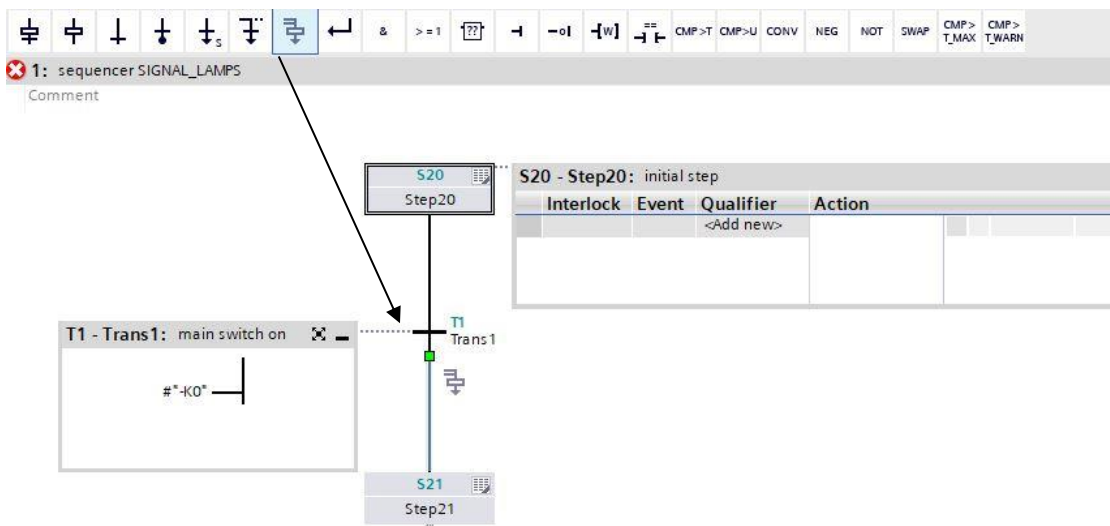 S & >=1 ?? [W] == CMP>T CMP>U CONV NEG NOT SWAP CMP> T_MAX CMP> T_WARN
1: sequencer SIGNAL_LAMPS
Comment
S20
Step20
S20 - Step20: initial step
Interlock Event Qualifier Action
<Add new>
T1 - Trans1: main switch on
#"-K0"
T1
Trans1
S21
Step21